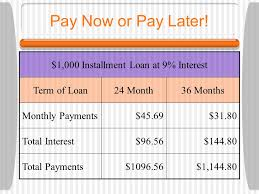 Pay Now or Pay Later!
$1,000 Installment Loan at 9% Interest
Term of Loan 24 Month 36 Months
Monthly Payments $45.69 $31.80
Total Interest $96.56 $144.80
Total Payments $1096.56 $1,144.80